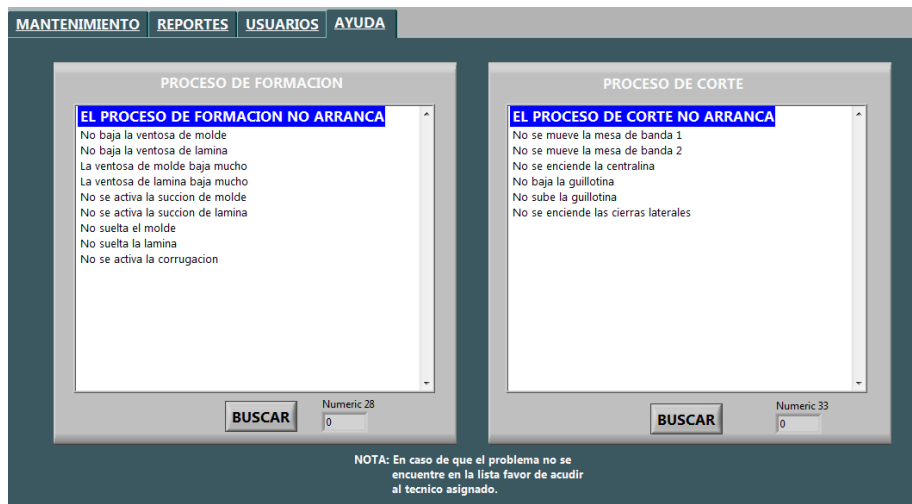 MANTENIMIENTO REPORTES USUARIOS AYUDA
PROCESO DE FORMACION
EL PROCESO DE FORMACION NO ARRANCA
No baja la ventosa de molde
No baja la ventosa de lamina
La ventosa de molde baja mucho
La ventosa de lamina baja mucho
No se activa la succion de molde
No se activa la succion de lamina
No suelta el molde
No suelta la lamina
No se activa la corrugacion
BUSCAR
Numeric 28
0
PROCESO DE CORTE
EL PROCESO DE CORTE NO ARRANCA
No se mueve la mesa de banda 1
No se mueve la mesa de banda 2
No se enciende la centralina
No baja la guillotina
No sube la guillotina
No se enciende las cierras laterales
BUSCAR
Numeric 33
0
NOTA: En caso de que el problema no se
encuentre en la lista favor de acudir
al tecnico asignado.